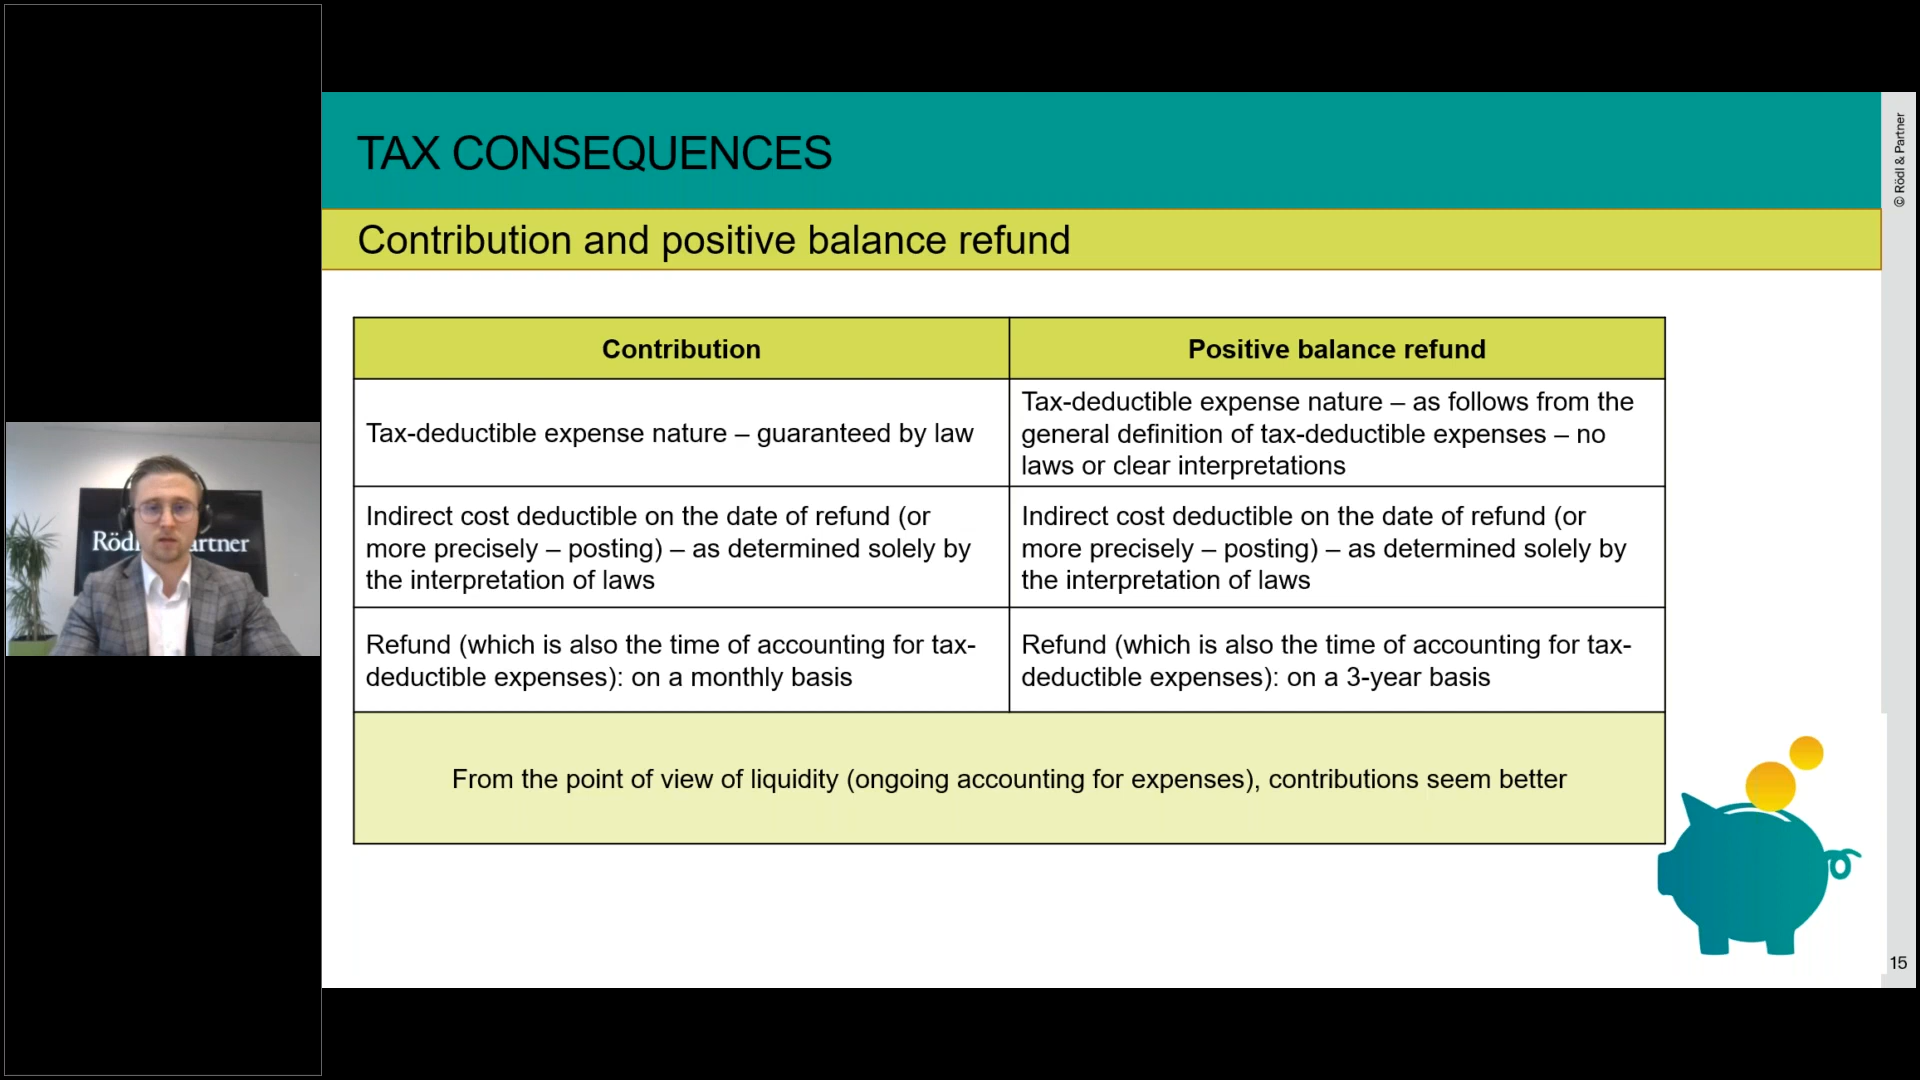 TAX CONSEQUENCES
© Rödl & Partner
Contribution and positive balance refund
Contribution
Positive balance refund
Tax-deductible expense nature – guaranteed by law
Tax-deductible expense nature – as follows from the
general definition of tax-deductible expenses – no
laws or clear interpretations
Indirect cost deductible on the date of refund (or
more precisely – posting) – as determined solely by
the interpretation of laws
Indirect cost deductible on the date of refund (or
more precisely – posting) – as determined solely by
the interpretation of laws
Refund (which is also the time of accounting for tax-
deductible expenses): on a monthly basis
Refund (which is also the time of accounting for tax-
deductible expenses): on a 3-year basis
From the point of view of liquidity (ongoing accounting for expenses), contributions seem better
15